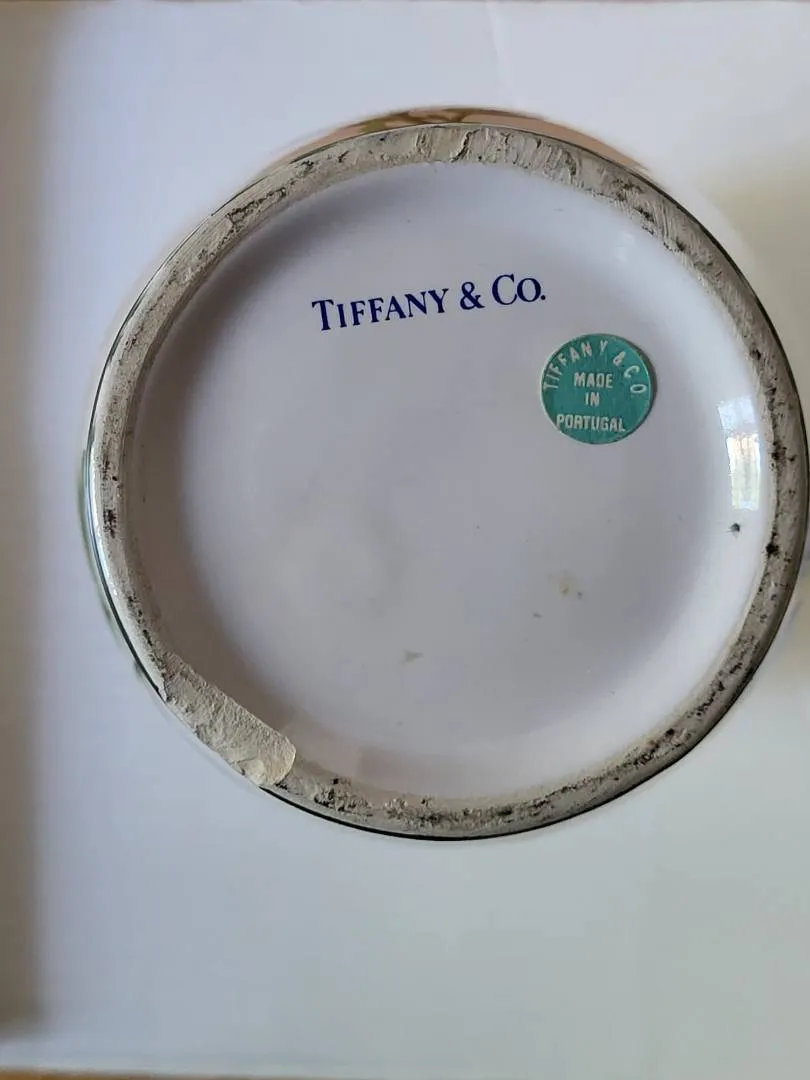 TIFFANY & CO.
TIFFANY & CO
MADE
IN
PORTUGAL